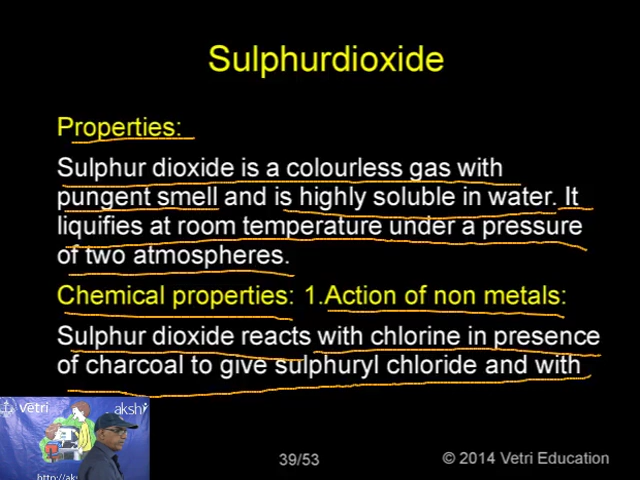 Sulphurdioxide
Properties:
Sulphur dioxide is a colourless gas with
pungent smell and is highly soluble in water. It
liquifies at room temperature under a pressure
of two atmospheres.
Chemical properties: 1.Action of non metals:
Sulphur dioxide reacts with chlorine in presence
of charcoal to give sulphuryl chloride and with
Vetri
akshi
http://aks
39/53
© 2014 Vetri Education